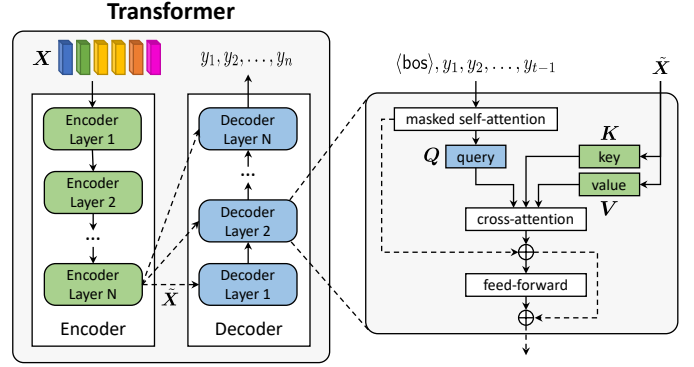 Transformer
X
y₁, y₂, . . . , yₙ
Encoder
Layer 1
Encoder
Layer 2
...
Encoder
Layer N
Encoder
X̃
Decoder
Layer N
...
Decoder
Layer 2
Decoder
Layer 1
Decoder
⟨bos⟩, y₁, y₂, . . . , yₜ₋₁
X̃
masked self-attention
Q
query
K
key
value
V
cross-attention
feed-forward